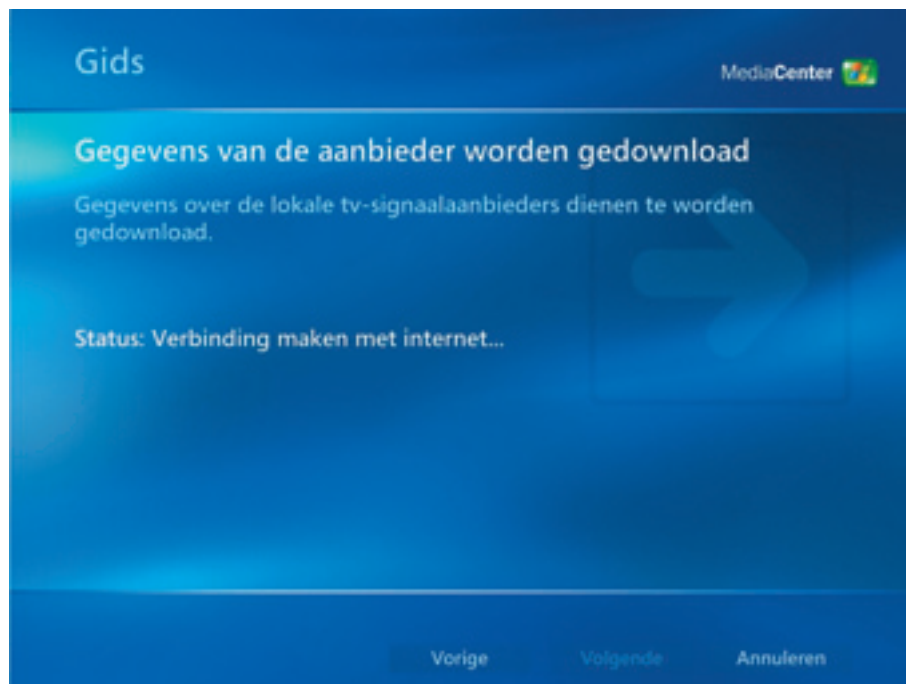 Gids
MediaCenter
Gegevens van de aanbieder worden gedownload
Gegevens over de lokale tv-signaalaanbieders dienen te worden
gedownload.
Status: Verbinding maken met internet...
Vorige Volgende Annuleren